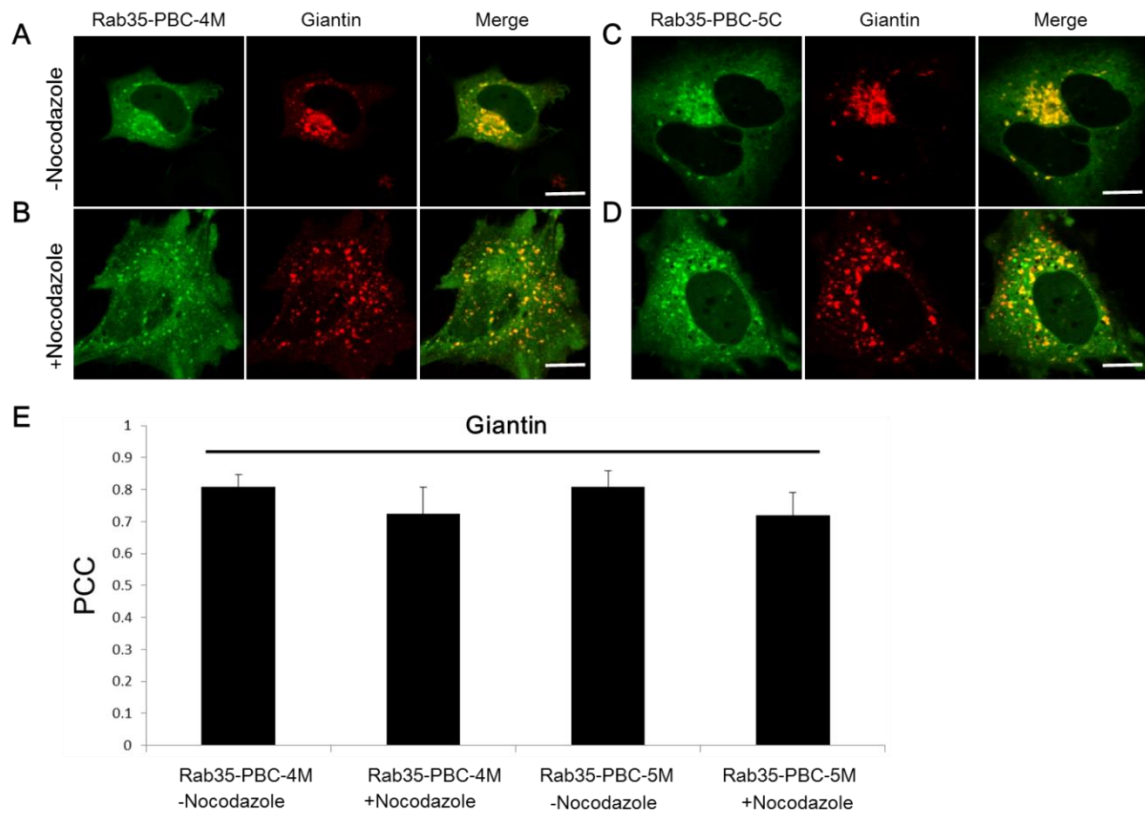 A Rab35-PBC-4M Giantin Merge
-Nocodazole
B
+Nocodazole
C Rab35-PBC-5C Giantin Merge
D
E
Giantin
PCC
1
0.9
0.8
0.7
0.6
0.5
0.4
0.3
0.2
0.1
0
Rab35-PBC-4M
-Nocodazole
Rab35-PBC-4M
+Nocodazole
Rab35-PBC-5M
-Nocodazole
Rab35-PBC-5M
+Nocodazole